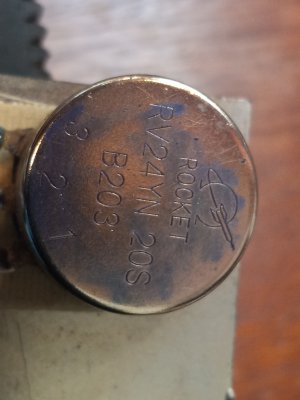 ROCKET
RV24YN 20S
B203
3 2 1